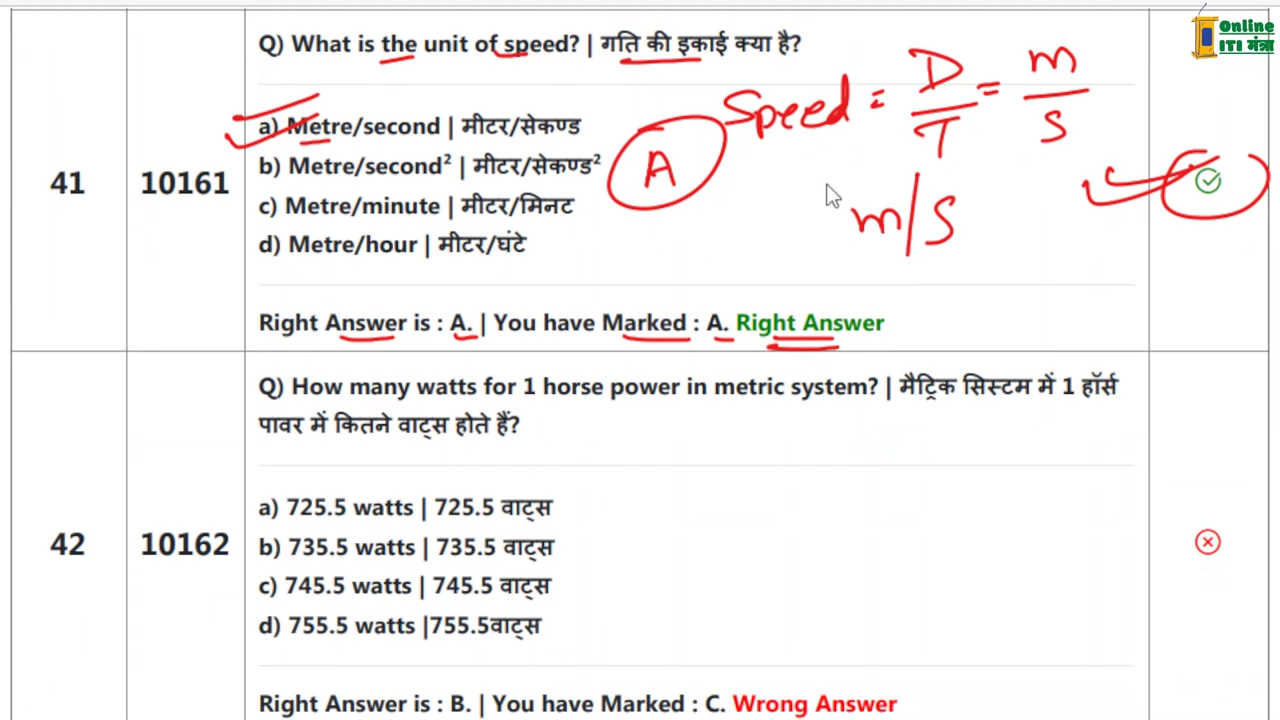 Online
ITI मंत्रा
Q) What is the unit of speed? | गति की इकाई क्या है?
Speed = D/T = m/s
a) Metre/second | मीटर/सेकण्ड
b) Metre/second² | मीटर/सेकण्ड²
A
41
10161
c) Metre/minute | मीटर/मिनट
m/s
d) Metre/hour | मीटर/घंटे
Right Answer is : A. | You have Marked : A. Right Answer
Q) How many watts for 1 horse power in metric system? | मैट्रिक सिस्टम में 1 हॉर्स
पावर में कितने वाट्स होते हैं?
a) 725.5 watts | 725.5 वाट्स
42
10162
b) 735.5 watts | 735.5 वाट्स
c) 745.5 watts | 745.5 वाट्स
d) 755.5 watts |755.5वाट्स
Right Answer is : B. | You have Marked : C. Wrong Answer